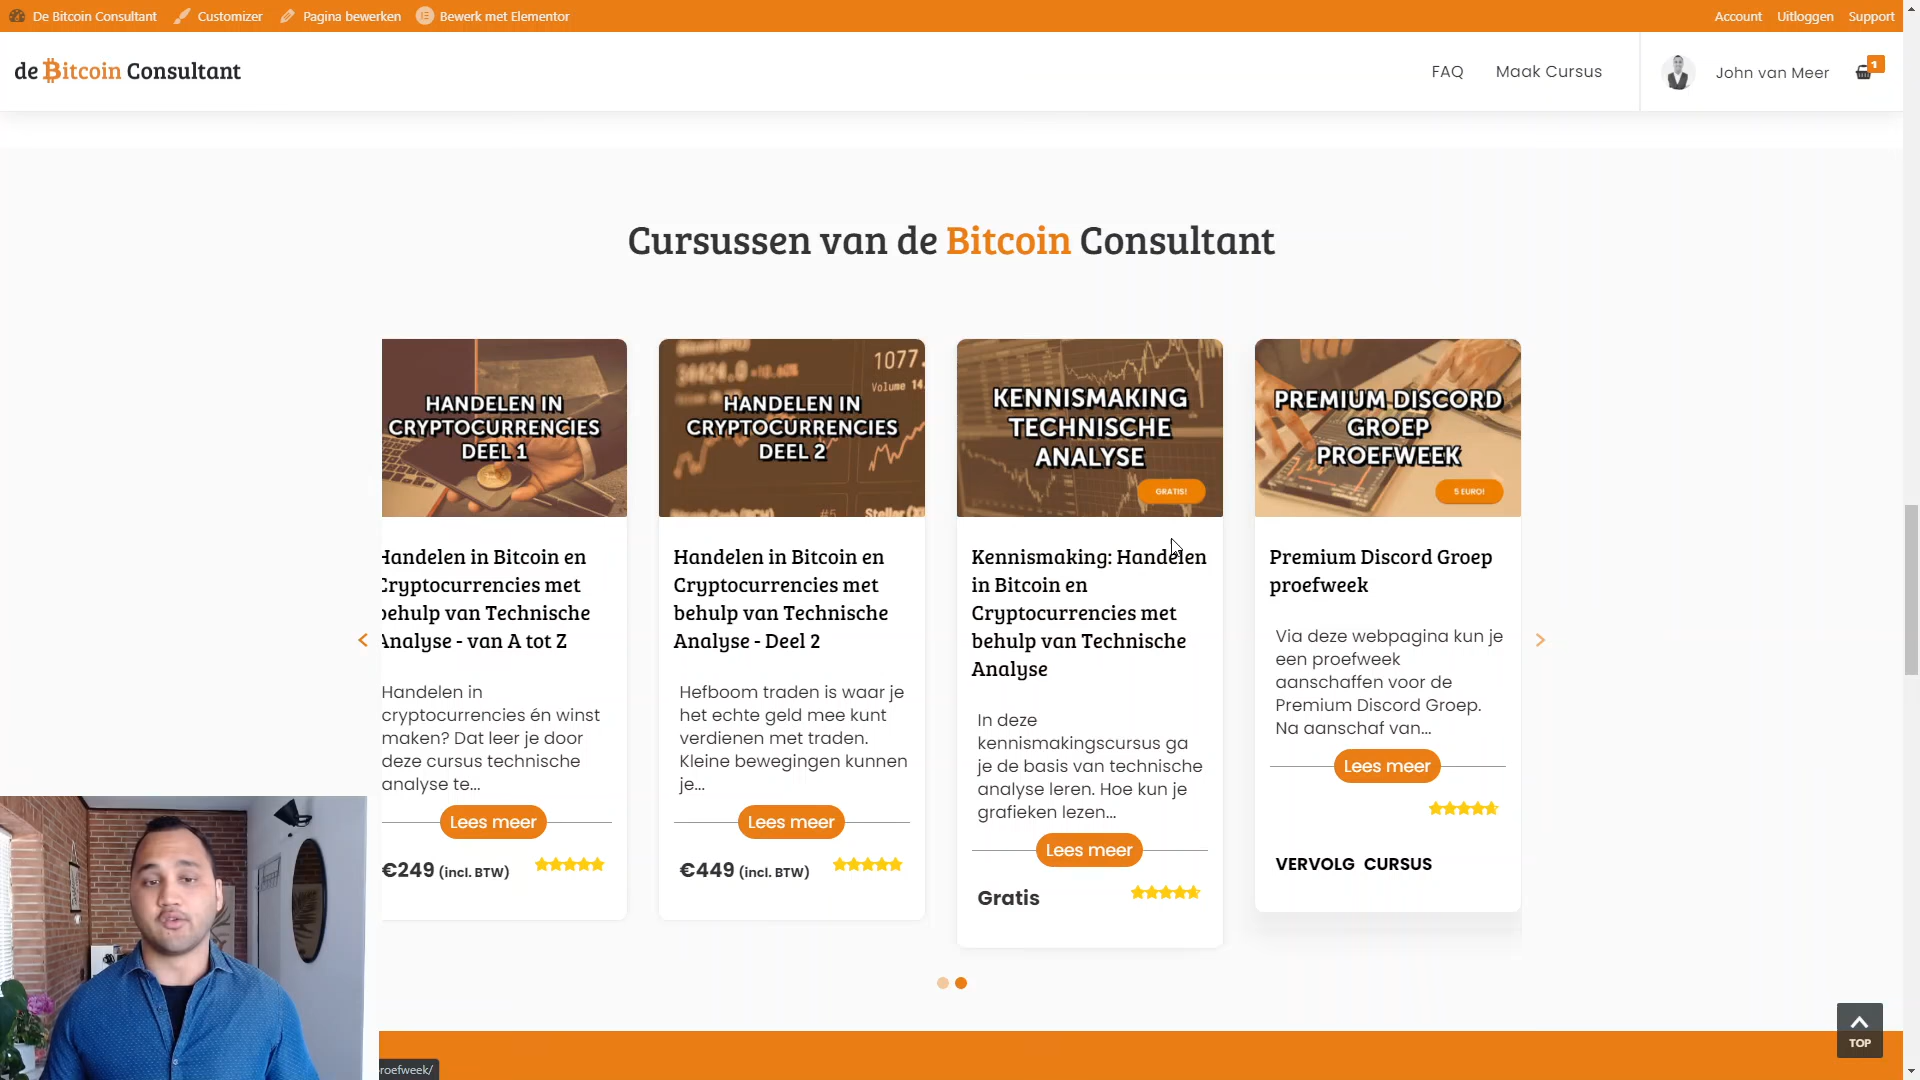 De Bitcoin Consultant Customizer Pagina bewerken Bewerk met Elementor Account Uitloggen Support
de Bitcoin Consultant FAQ Maak Cursus John van Meer 1
Cursussen van de Bitcoin Consultant
HANDELEN IN
CRYPTOCURRENCIES
DEEL 1
Handelen in Bitcoin en
Cryptocurrencies met
behulp van Technische
Analyse - van A tot Z
Handelen in
cryptocurrencies én winst
maken? Dat leer je door
deze cursus technische
analyse te...
Lees meer
€249 (incl. BTW)
1077.
Volume 14.
HANDELEN IN
CRYPTOCURRENCIES
DEEL 2
#5 Stellar (X
Handelen in Bitcoin en
Cryptocurrencies met
behulp van Technische
Analyse - Deel 2
Hefboom traden is waar je
het echte geld mee kunt
verdienen met traden.
Kleine bewegingen kunnen
je...
Lees meer
€449 (incl. BTW)
KENNISMAKING
TECHNISCHE
ANALYSE
GRATIS!
Kennismaking: Handelen
in Bitcoin en
Cryptocurrencies met
behulp van Technische
Analyse
In deze
kennismakingscursus ga
je de basis van technische
analyse leren. Hoe kun je
grafieken lezen...
Lees meer
Gratis
PREMIUM DISCORD
GROEP
PROEFWEEK
5 EURO!
Premium Discord Groep
proefweek
Via deze webpagina kun je
een proefweek
aanschaffen voor de
Premium Discord Groep.
Na aanschaf van...
Lees meer
VERVOLG CURSUS
TOP
roefweek/